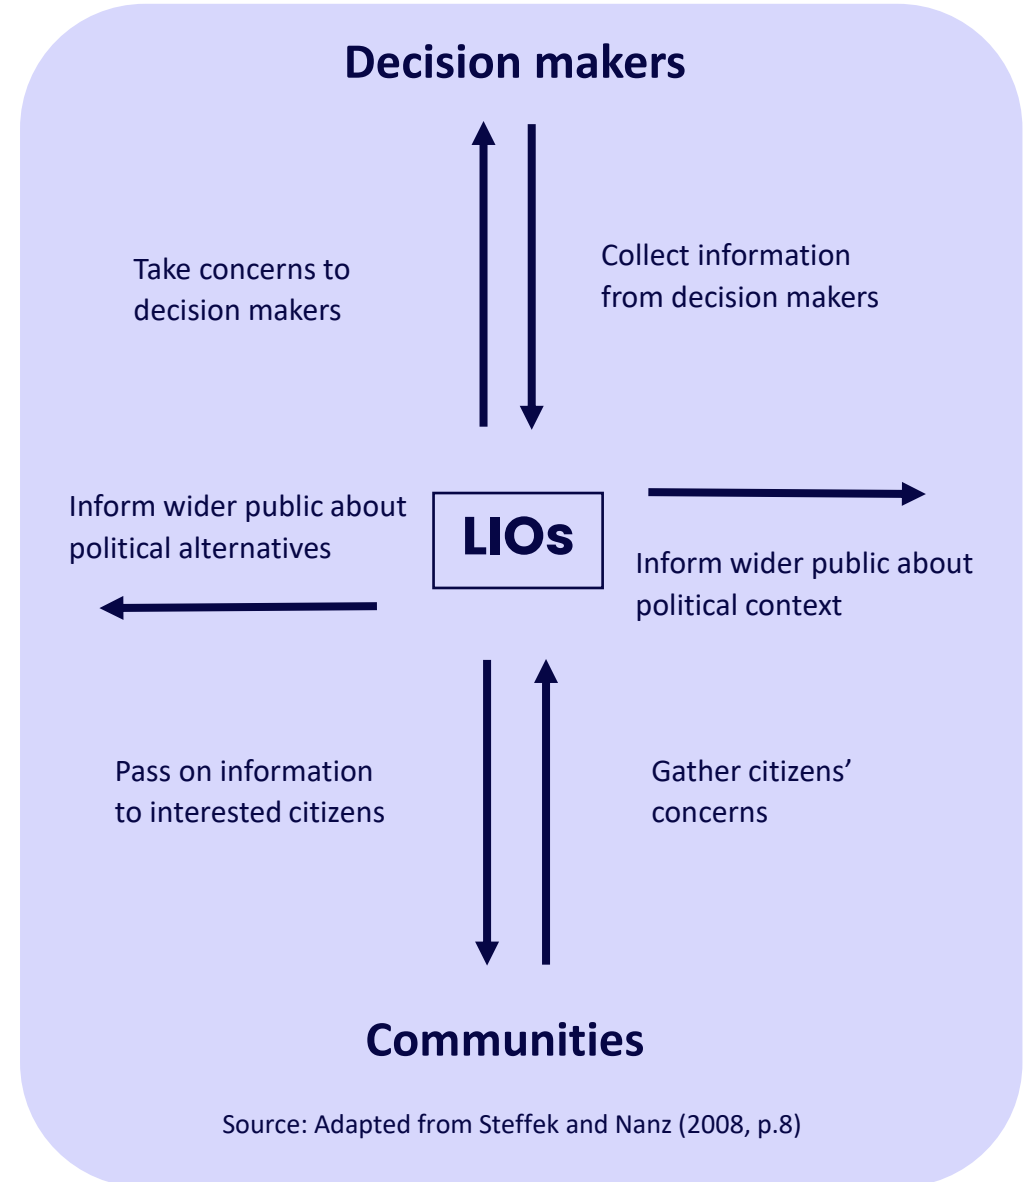 Decision makers
Take concerns to
decision makers
Collect information
from decision makers
Inform wider public about
political alternatives
LIOs
Inform wider public about
political context
Pass on information
to interested citizens
Gather citizens’
concerns
Communities
Source: Adapted from Steffek and Nanz (2008, p.8)